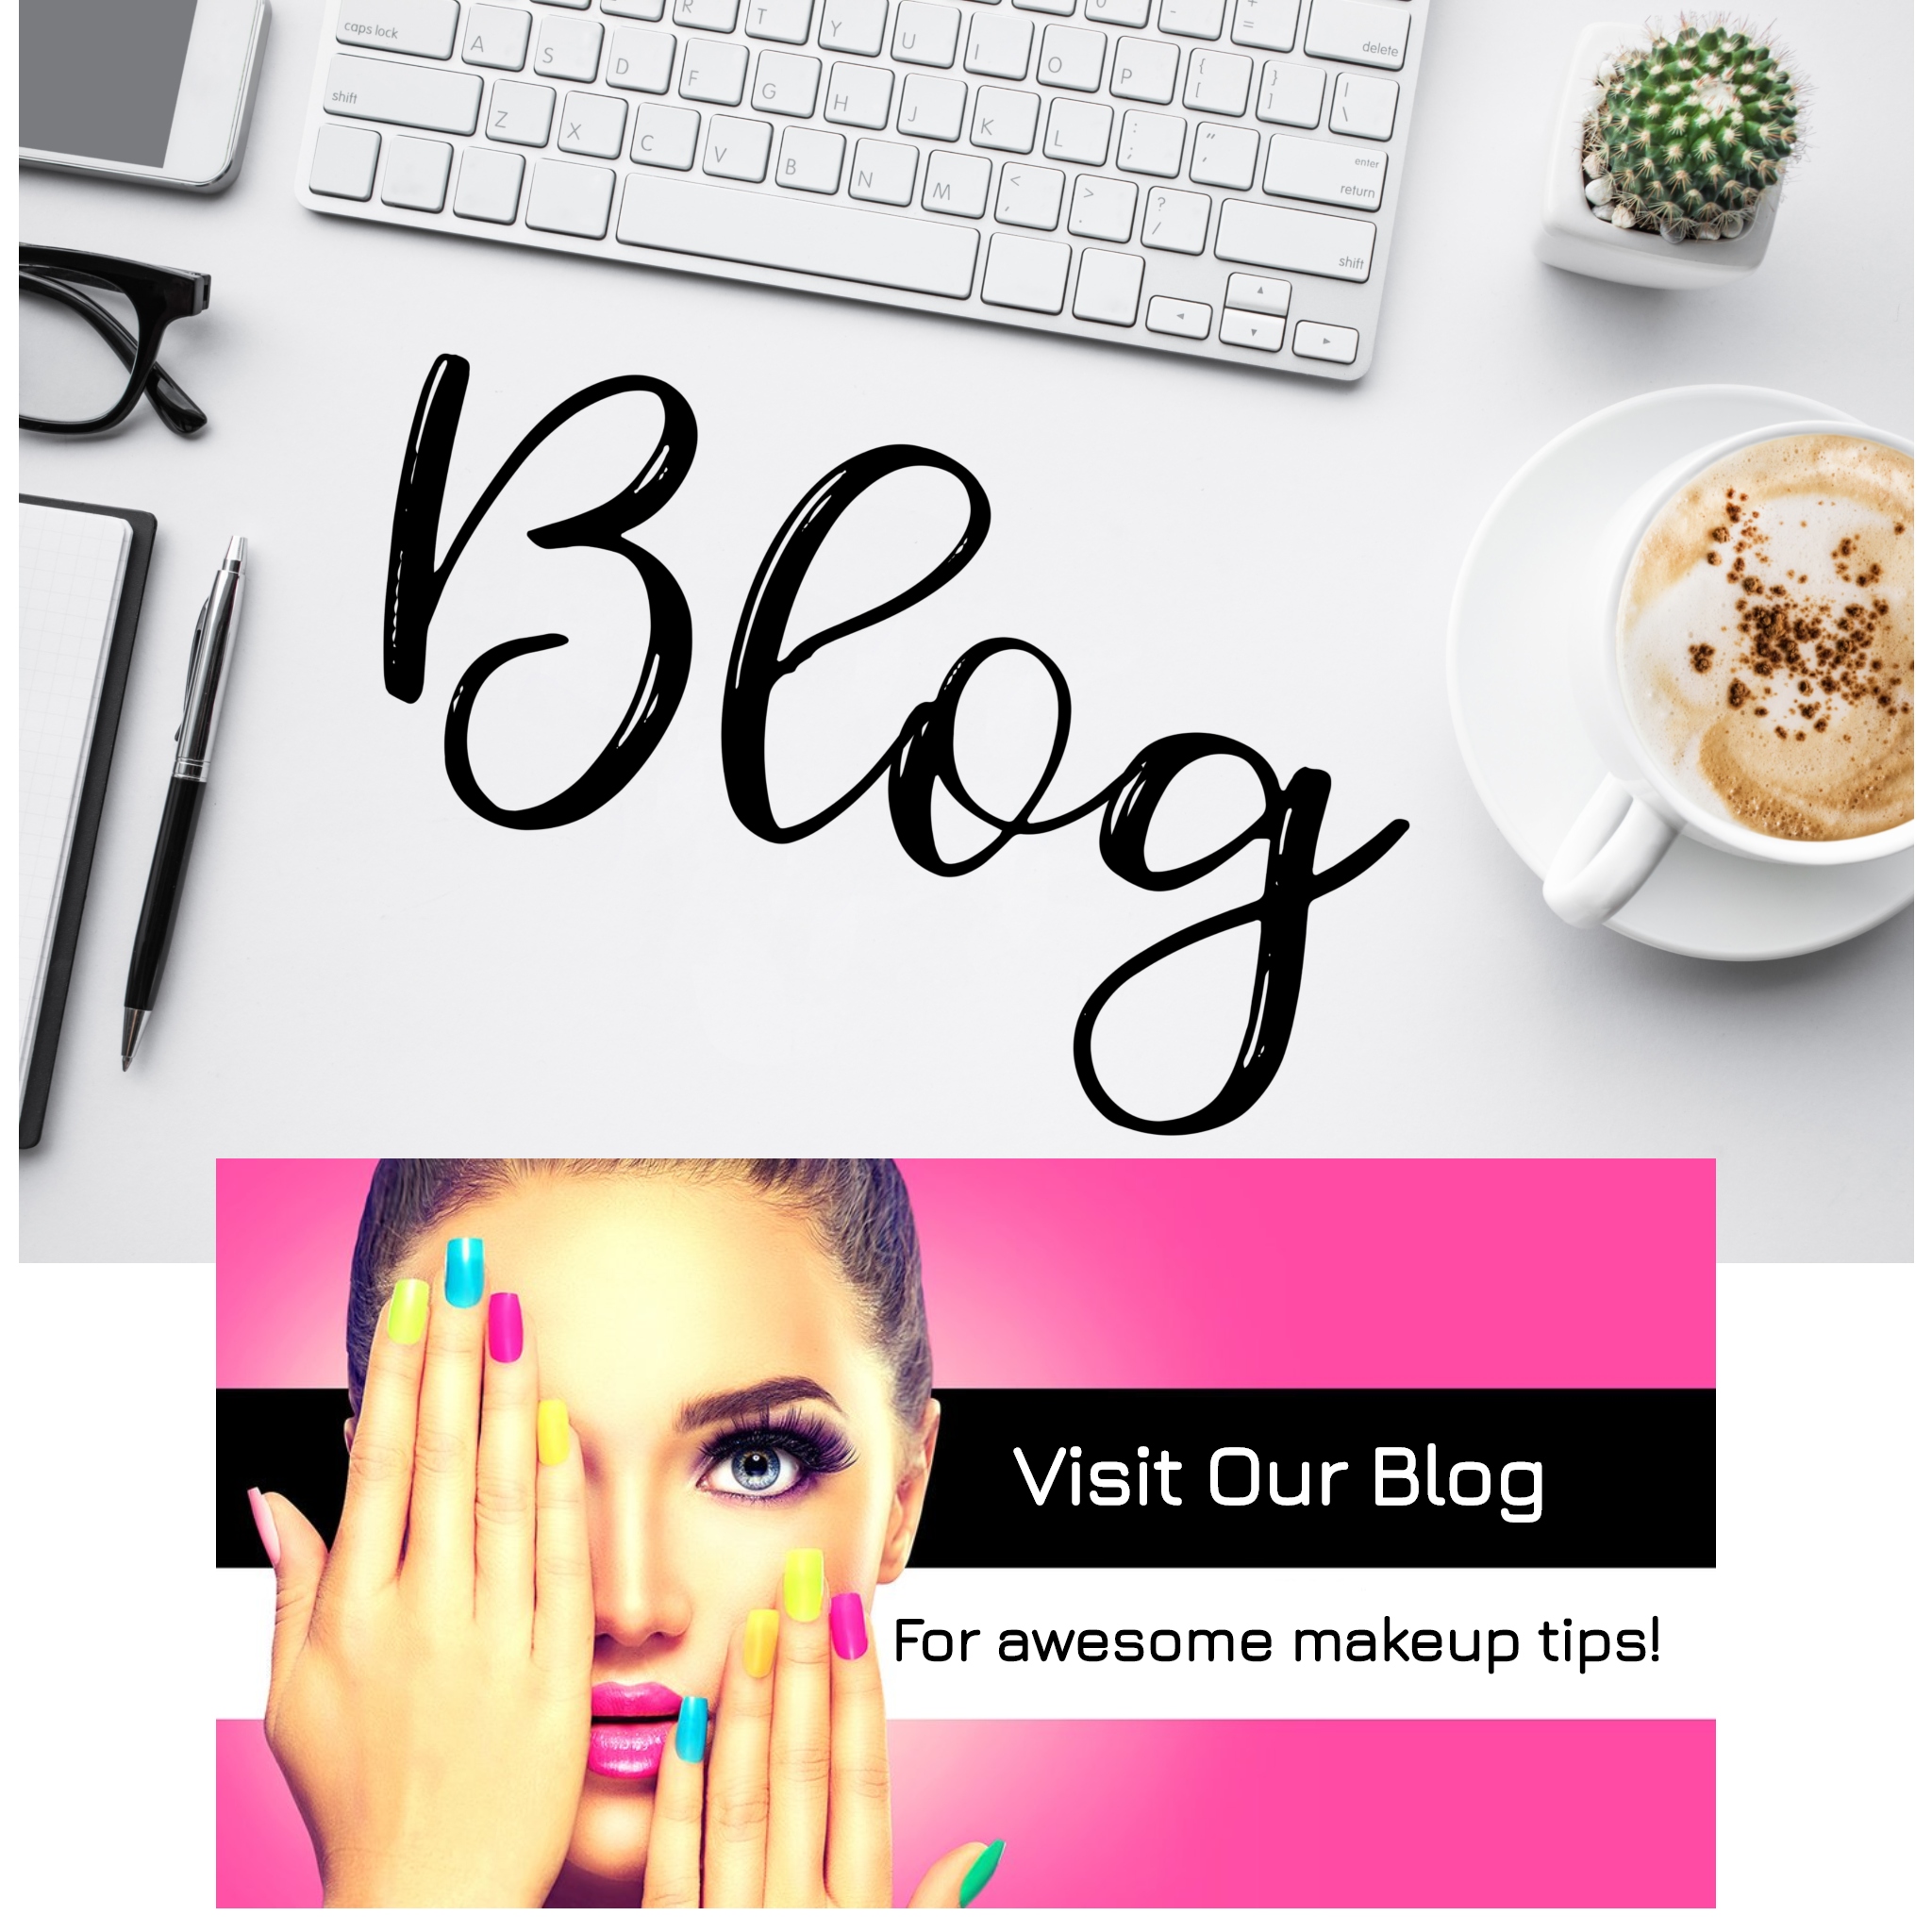 R T Y
caps lock A S D F G H J K L : ; " ' enter return
U I O P { [ } ] | \ delete
- + =
shift Z X C V B N M < , > . ? / shift
Blog
Visit Our Blog
For awesome makeup tips!